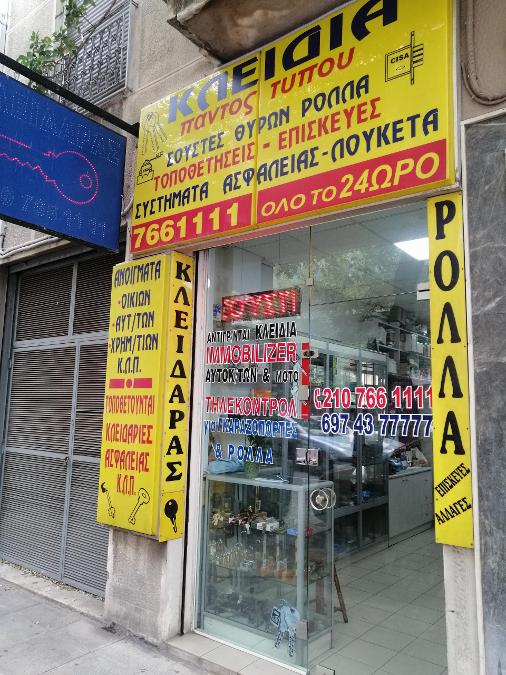 ΚΛΕΙΔΙΑ
ΠΑΝΤΟΣ ΤΥΠΟΥ
CISA
ΣΟΥΣΤΕΣ ΘΥΡΩΝ ΡΟΛΛΑ
ΤΟΠΟΘΕΤΗΣΕΙΣ - ΕΠΙΣΚΕΥΕΣ
ΣΥΣΤΗΜΑΤΑ ΑΣΦΑΛΕΙΑΣ-ΛΟΥΚΕΤΑ
7661111 ΟΛΟ ΤΟ 24ΩΡΟ
ΑΝΟΙΓΜΑΤΑ
-ΟΙΚΙΩΝ
-ΑΥΤ/ΤΩΝ
-ΧΡΗΜ/ΤΙΩΝ
Κ.Λ.Π.
ΤΟΠΟΘΕΤΟΥΝΤΑΙ
ΚΛΕΙΔΑΡΙΕΣ
ΑΣΦΑΛΕΙΑΣ
Κ.Λ.Π.
ΚΛΕΙΔΑΡΑΣ
ΑΝΤΙΓΡ/ΝΤΑΙ ΚΛΕΙΔΙΑ
IMMOBILIZER
ΑΥΤΟΚ/ΤΩΝ & ΜΟΤΟ
ΤΗΛΕΚΟΝΤΡΟΛ
για ΓΚΑΡΑΖΟΠΟΡΤΕΣ
& ΡΟΛΛΑ
210 766 1111
697 43 77777
ΡΟΛΛΑ
ΕΠΙΣΚΕΥΕΣ
ΑΛΛΑΓΕΣ